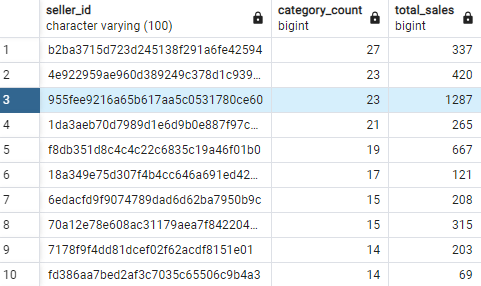 seller_id category_count total_sales
character varying (100) bigint bigint
1 b2ba3715d723d245138f291a6fe42594 27 337
2 4e922959ae960d389249c378d1c939... 23 420
3 955fee9216a65b617aa5c0531780ce60 23 1287
4 1da3aeb70d7989d1e6d9b0e887f97c... 21 265
5 f8db351d8c4c4c22c6835c19a46f01b0 19 667
6 18a349e75d307f4b4cc646a691ed42... 17 121
7 6edacfd9f9074789dad6d62ba7950b9c 15 208
8 70a12e78e608ac31179aea7f842204... 15 315
9 7178f9f4dd81dcef02f62acdf8151e01 14 203
10 fd386aa7bed2af3c7035c65506c9b4a3 14 69